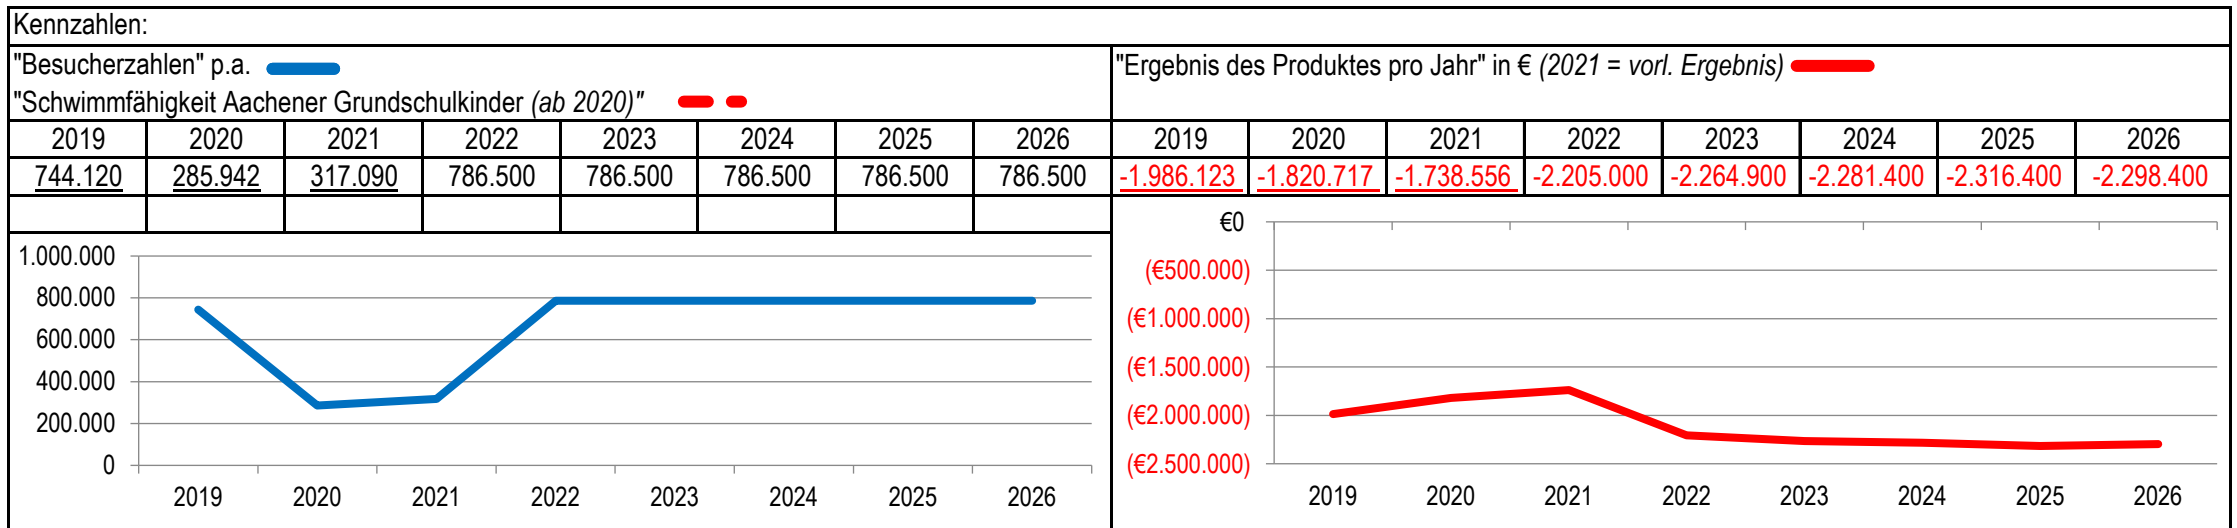 Kennzahlen:
"Besucherzahlen" p.a.
"Schwimmfähigkeit Aachener Grundschulkinder (ab 2020)"
2019 2020 2021 2022 2023 2024 2025 2026
744.120 285.942 317.090 786.500 786.500 786.500 786.500 786.500
1.000.000
800.000
600.000
400.000
200.000
0
2019 2020 2021 2022 2023 2024 2025 2026
"Ergebnis des Produktes pro Jahr" in € (2021 = vorl. Ergebnis)
2019 2020 2021 2022 2023 2024 2025 2026
-1.986.123 -1.820.717 -1.738.556 -2.205.000 -2.264.900 -2.281.400 -2.316.400 -2.298.400
€0
(€500.000)
(€1.000.000)
(€1.500.000)
(€2.000.000)
(€2.500.000)
2019 2020 2021 2022 2023 2024 2025 2026